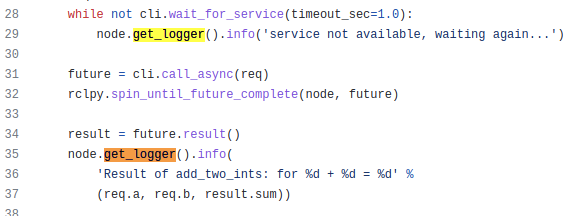 28 while not cli.wait_for_service(timeout_sec=1.0):
29 node.get_logger().info('service not available, waiting again...')
30
31 future = cli.call_async(req)
32 rclpy.spin_until_future_complete(node, future)
33
34 result = future.result()
35 node.get_logger().info(
36 'Result of add_two_ints: for %d + %d = %d' %
37 (req.a, req.b, result.sum))
38